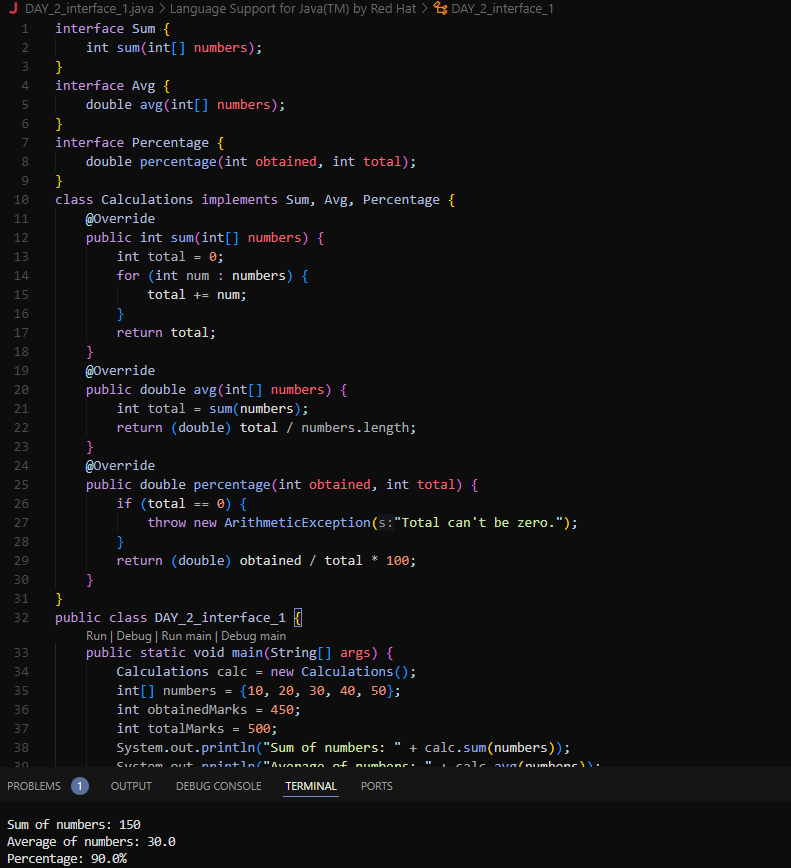 J DAY_2_interface_1.java > Language Support for Java(TM) by Red Hat > DAY_2_interface_1
1 interface Sum {
2     int sum(int[] numbers);
3 }
4 interface Avg {
5     double avg(int[] numbers);
6 }
7 interface Percentage {
8     double percentage(int obtained, int total);
9 }
10 class Calculations implements Sum, Avg, Percentage {
11     @Override
12     public int sum(int[] numbers) {
13         int total = 0;
14         for (int num : numbers) {
15             total += num;
16         }
17         return total;
18     }
19     @Override
20     public double avg(int[] numbers) {
21         int total = sum(numbers);
22         return (double) total / numbers.length;
23     }
24     @Override
25     public double percentage(int obtained, int total) {
26         if (total == 0) {
27             throw new ArithmeticException(s:"Total can't be zero.");
28         }
29         return (double) obtained / total * 100;
30     }
31 }
32 public class DAY_2_interface_1 {
Run | Debug | Run main | Debug main
33     public static void main(String[] args) {
34         Calculations calc = new Calculations();
35         int[] numbers = {10, 20, 30, 40, 50};
36         int obtainedMarks = 450;
37         int totalMarks = 500;
38         System.out.println("Sum of numbers: " + calc.sum(numbers));
39         System.out.println("Average of numbers: " + calc.avg(numbers));
PROBLEMS 1 OUTPUT DEBUG CONSOLE TERMINAL PORTS
Sum of numbers: 150
Average of numbers: 30.0
Percentage: 90.0%